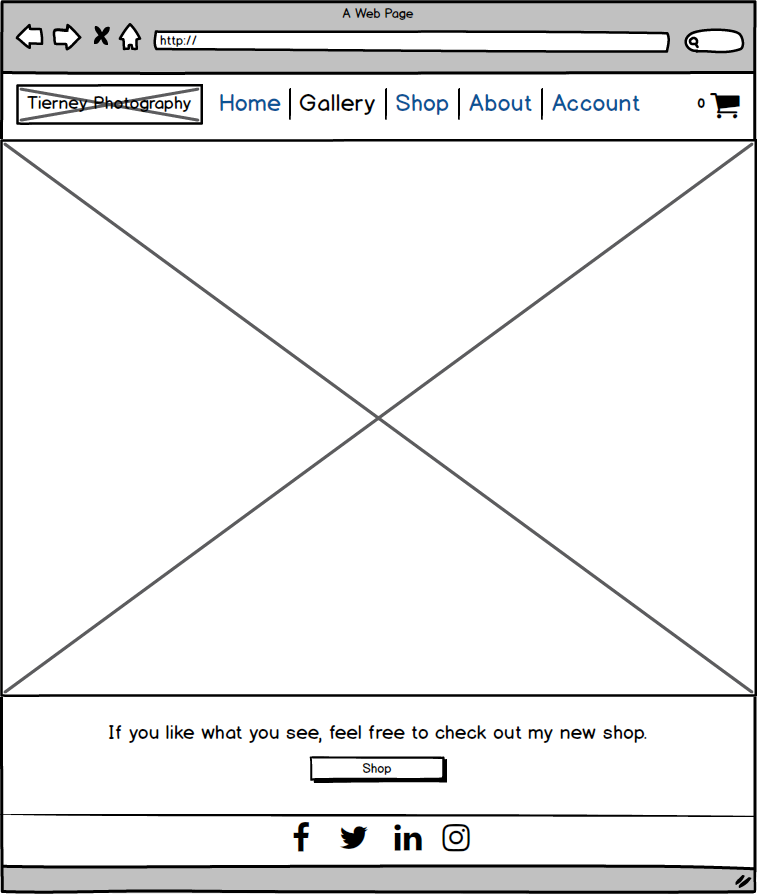 A Web Page
http://
Tierney Photography Home Gallery Shop About Account 0
If you like what you see, feel free to check out my new shop.
Shop